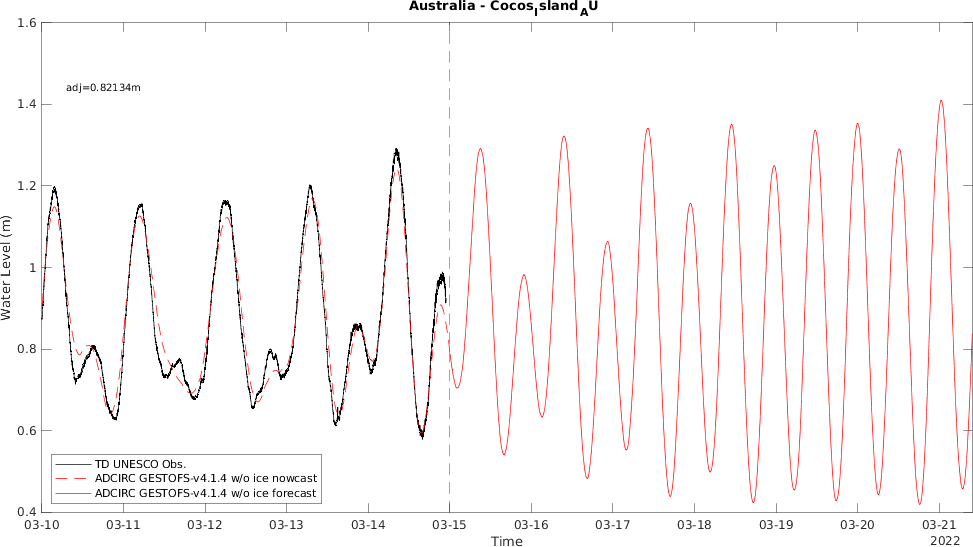 Australia - Cocos_Island_AU
1.6
1.4
1.2
1
0.8
0.6
0.4
Water Level (m)
adj=0.82134m
TD UNESCO Obs.
ADCIRC GESTOFS-v4.1.4 w/o ice nowcast
ADCIRC GESTOFS-v4.1.4 w/o ice forecast
03-10 03-11 03-12 03-13 03-14 03-15 03-16 03-17 03-18 03-19 03-20 03-21
Time
2022